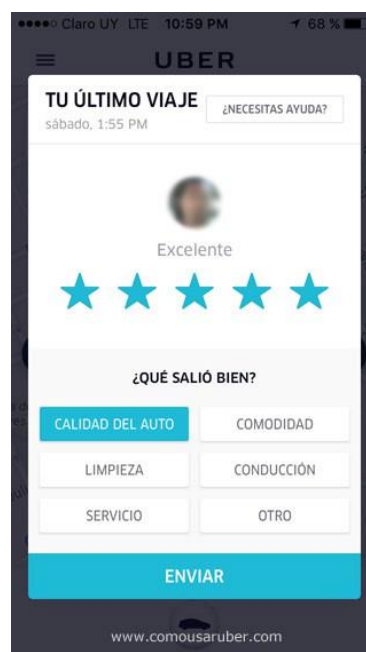 Claro UY LTE 10:59 PM 68 %
UBER
TU ÚLTIMO VIAJE
¿NECESITAS AYUDA?
sábado, 1:55 PM
Excelente
¿QUÉ SALIÓ BIEN?
CALIDAD DEL AUTO
COMODIDAD
LIMPIEZA
CONDUCCIÓN
SERVICIO
OTRO
ENVIAR
www.comousaruber.com